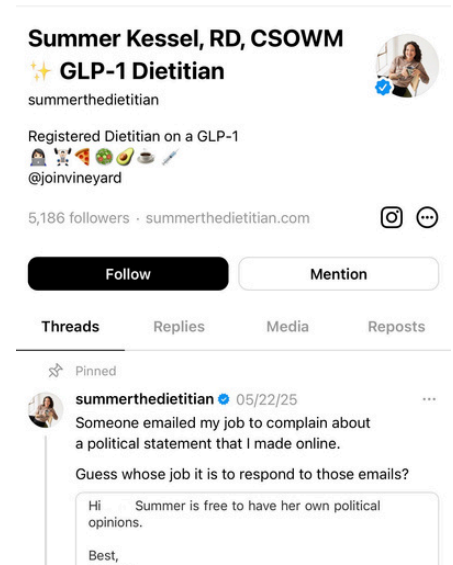 Summer Kessel, RD, CSOWM
✨ GLP-1 Dietitian
summerthedietitian
Registered Dietitian on a GLP-1
👩🏻‍💻🏋🏻‍♀️🍕🥗🥑☕💉
@joinvineyard
5,186 followers · summerthedietitian.com
Follow
Mention
Threads
Replies
Media
Reposts
Pinned
summerthedietitian 05/22/25
Someone emailed my job to complain about
a political statement that I made online.
Guess whose job it is to respond to those emails?
Hi Summer is free to have her own political
opinions.
Best,